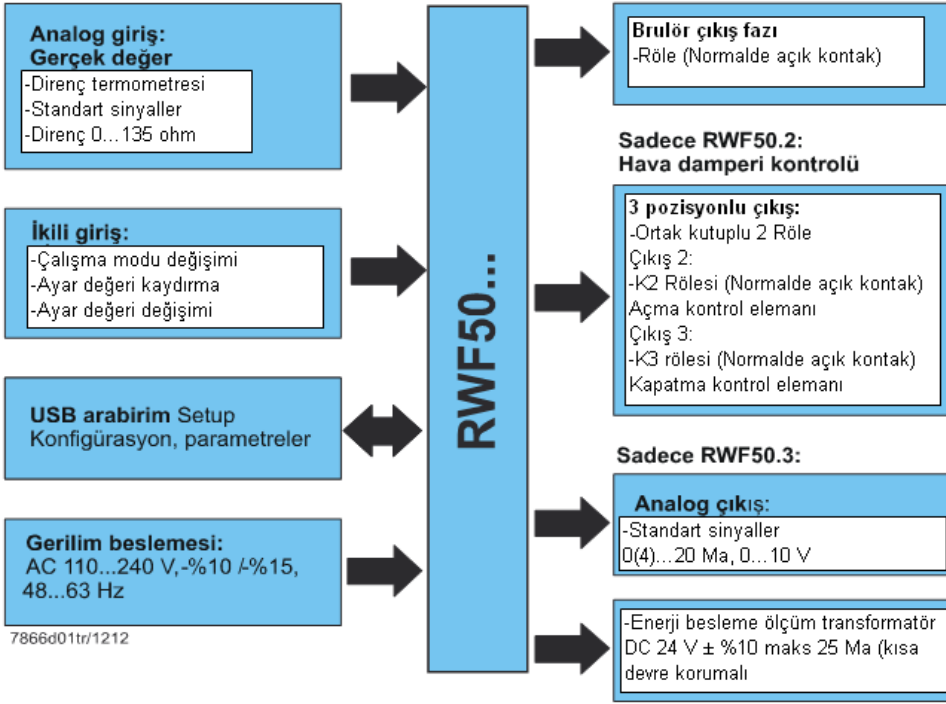 Analog giriş:
Gerçek değer
-Direnç termometresi
-Standart sinyaller
-Direnç 0...135 ohm
İkili giriş:
-Çalışma modu değişimi
-Ayar değeri kaydırma
-Ayar değeri değişimi
USB arabirim Setup
Konfigürasyon, parametreler
Gerilim beslemesi:
AC 110...240 V,-%10 /-%15,
48...63 Hz
7866d01tr/1212
RWF50...
Brulör çıkış fazı
-Röle (Normalde açık kontak)
Sadece RWF50.2:
Hava damperi kontrolü
3 pozisyonlu çıkış:
-Ortak kutuplu 2 Röle
Çıkış 2:
-K2 Rölesi (Normalde açık kontak)
Açma kontrol elemanı
Çıkış 3:
-K3 rölesi (Normalde açık kontak)
Kapatma kontrol elemanı
Sadece RWF50.3:
Analog çıkış:
-Standart sinyaller
0(4)...20 Ma, 0...10 V
-Enerji besleme ölçüm transformatör
DC 24 V ± %10 maks 25 Ma (kısa
devre korumalı